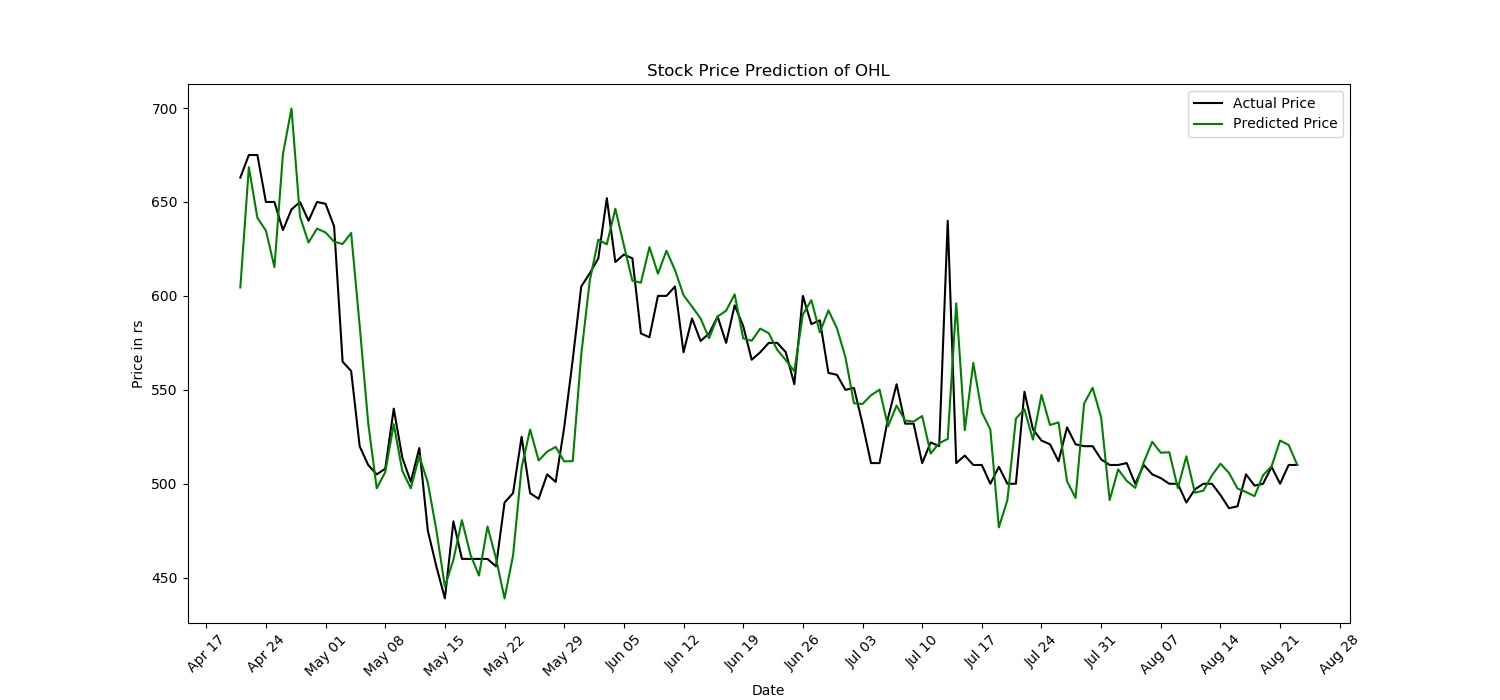 Stock Price Prediction of OHL
Actual Price
Predicted Price
Price in rs
700
650
600
550
500
450
Apr 17
Apr 24
May 01
May 08
May 15
May 22
May 29
Jun 05
Jun 12
Jun 19
Jun 26
Jul 03
Jul 10
Jul 17
Jul 24
Jul 31
Aug 07
Aug 14
Aug 21
Aug 28
Date